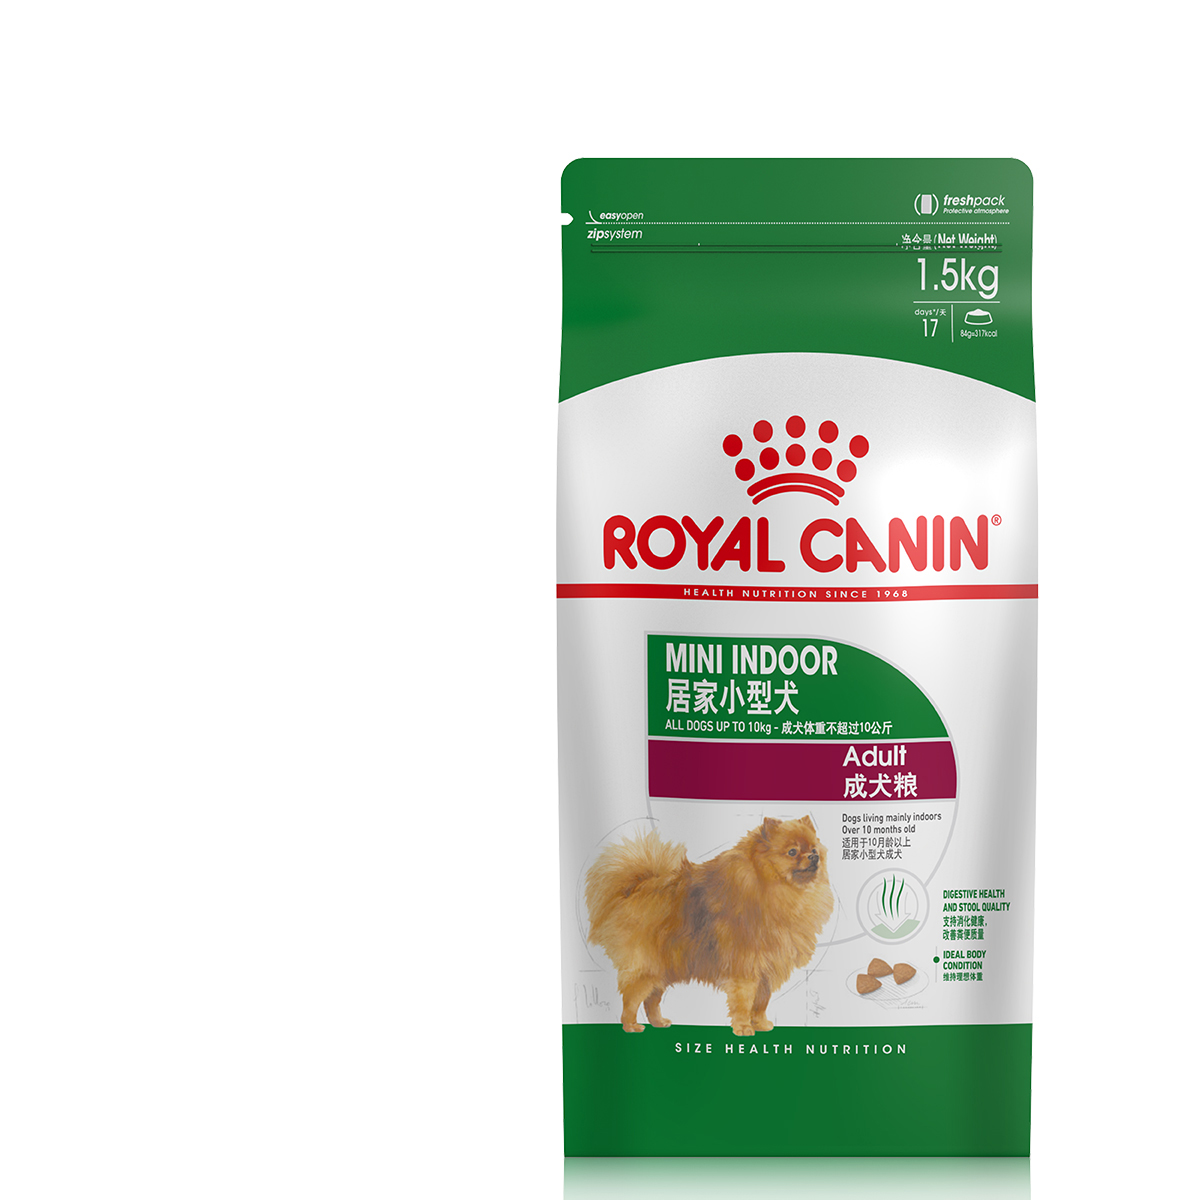 easyopen
zipsystem
freshpack
Protective atmosphere
净含量(Net Weight)
1.5kg
days*/天
17
84g=317kcal
ROYAL CANIN®
HEALTH NUTRITION SINCE 1968
MINI INDOOR
居家小型犬
ALL DOGS UP TO 10kg - 成犬体重不超过10公斤
Adult
成犬粮
Dogs living mainly indoors
Over 10 months old
适用于10月龄以上
居家小型犬成犬
DIGESTIVE HEALTH
AND STOOL QUALITY
支持消化健康，
改善粪便质量
IDEAL BODY
CONDITION
维持理想体重
SIZE HEALTH NUTRITION